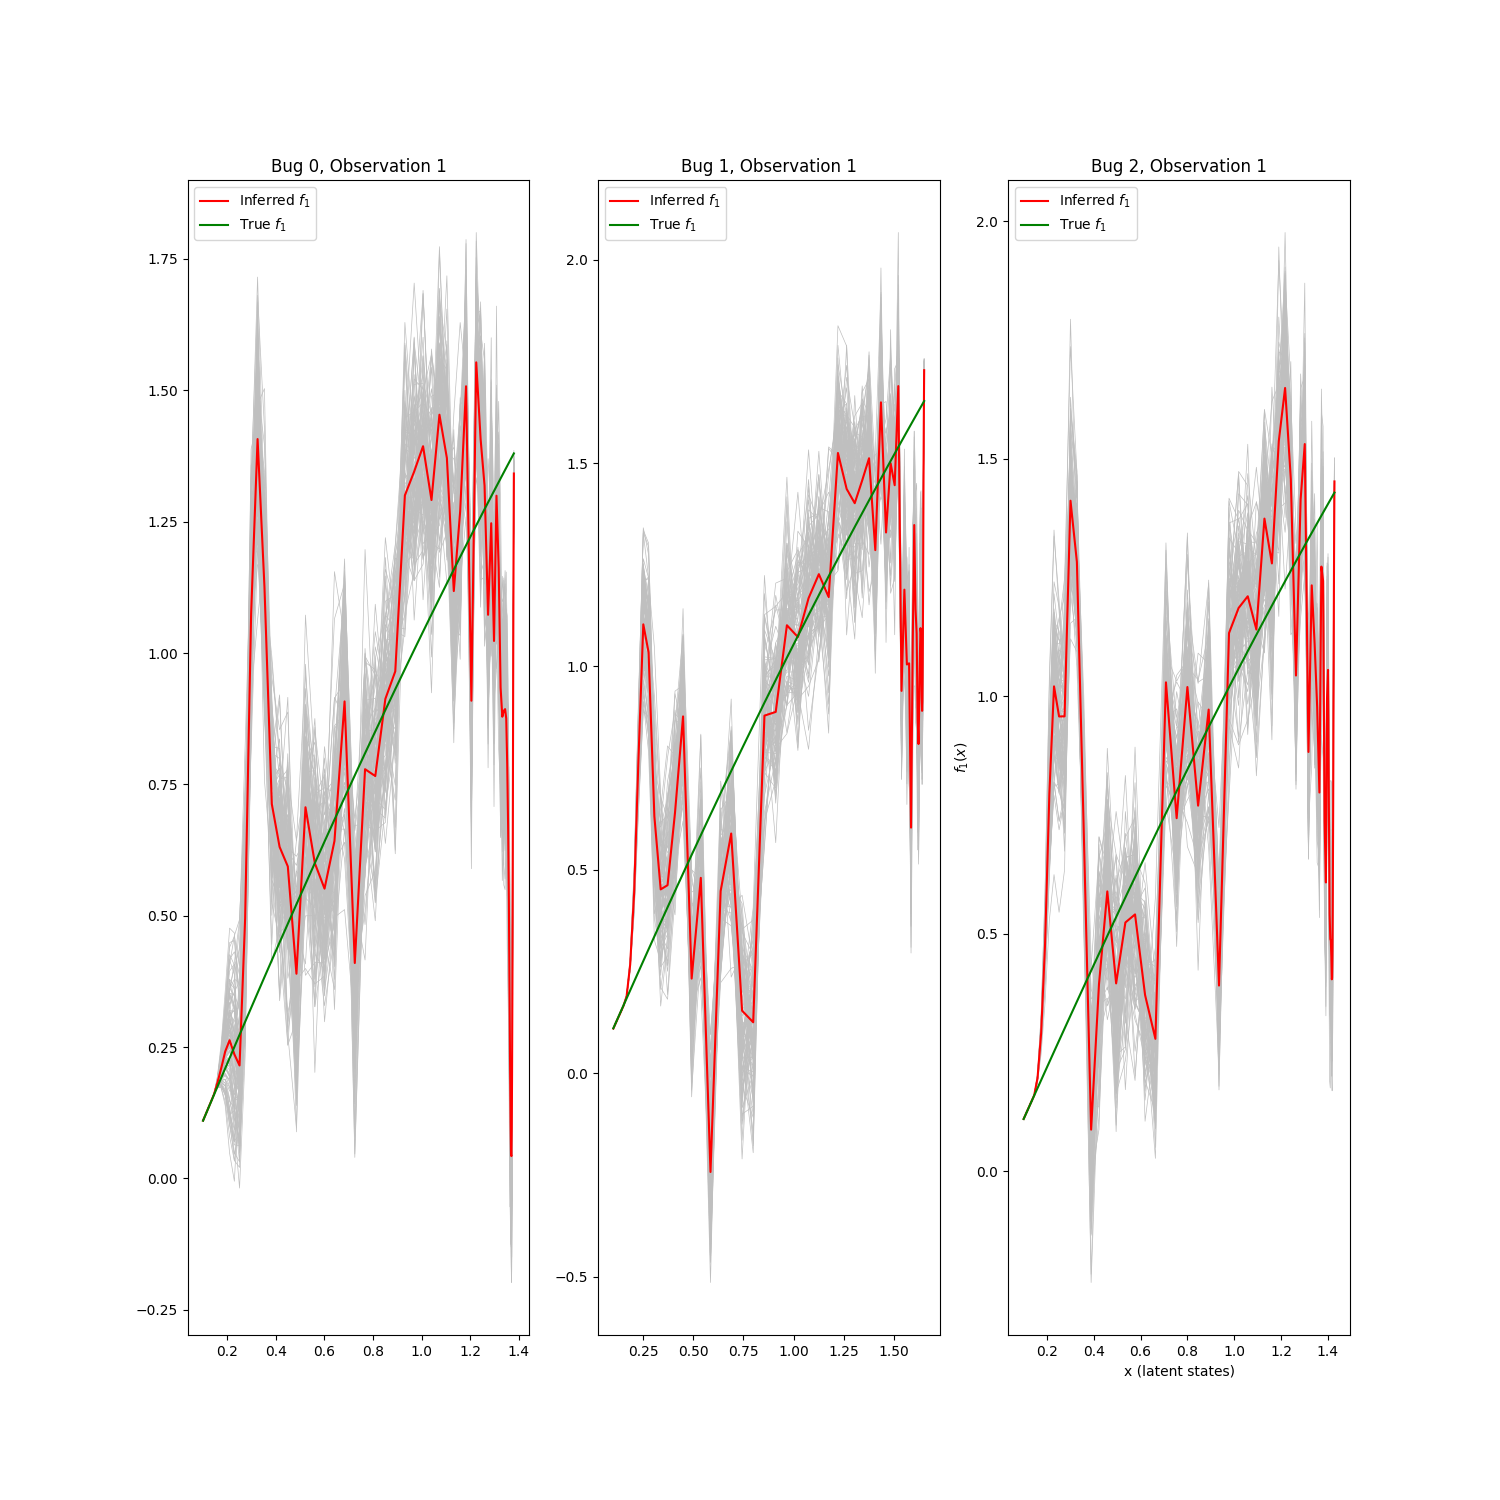 Bug 0, Observation 1
Inferred f₁
True f₁
1.75
1.50
1.25
1.00
0.75
0.50
0.25
0.00
−0.25
0.2 0.4 0.6 0.8 1.0 1.2 1.4
Bug 1, Observation 1
Inferred f₁
True f₁
2.0
1.5
1.0
0.5
0.0
−0.5
0.25 0.50 0.75 1.00 1.25 1.50
Bug 2, Observation 1
Inferred f₁
True f₁
f₁(x)
2.0
1.5
1.0
0.5
0.0
0.2 0.4 0.6 0.8 1.0 1.2 1.4
x (latent states)